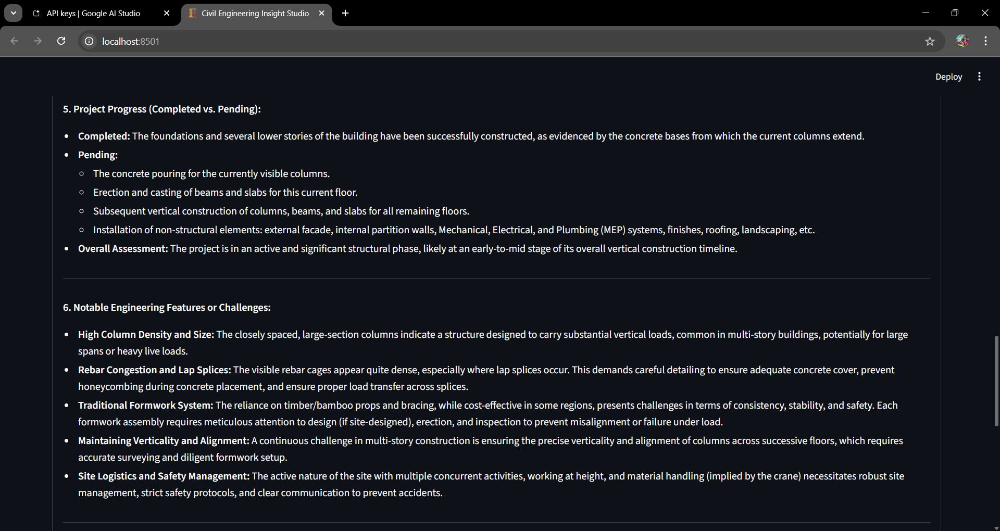 API keys | Google AI Studio
Civil Engineering Insight Studio
localhost:8501
Deploy
5. Project Progress (Completed vs. Pending):
• Completed: The foundations and several lower stories of the building have been successfully constructed, as evidenced by the concrete bases from which the current columns extend.
• Pending:
◦ The concrete pouring for the currently visible columns.
◦ Erection and casting of beams and slabs for this current floor.
◦ Subsequent vertical construction of columns, beams, and slabs for all remaining floors.
◦ Installation of non-structural elements: external facade, internal partition walls, Mechanical, Electrical, and Plumbing (MEP) systems, finishes, roofing, landscaping, etc.
• Overall Assessment: The project is in an active and significant structural phase, likely at an early-to-mid stage of its overall vertical construction timeline.
6. Notable Engineering Features or Challenges:
• High Column Density and Size: The closely spaced, large-section columns indicate a structure designed to carry substantial vertical loads, common in multi-story buildings, potentially for large
spans or heavy live loads.
• Rebar Congestion and Lap Splices: The visible rebar cages appear quite dense, especially where lap splices occur. This demands careful detailing to ensure adequate concrete cover, prevent
honeycombing during concrete placement, and ensure proper load transfer across splices.
• Traditional Formwork System: The reliance on timber/bamboo props and bracing, while cost-effective in some regions, presents challenges in terms of consistency, stability, and safety. Each
formwork assembly requires meticulous attention to design (if site-designed), erection, and inspection to prevent misalignment or failure under load.
• Maintaining Verticality and Alignment: A continuous challenge in multi-story construction is ensuring the precise verticality and alignment of columns across successive floors, which requires
accurate surveying and diligent formwork setup.
• Site Logistics and Safety Management: The active nature of the site with multiple concurrent activities, working at height, and material handling (implied by the crane) necessitates robust site
management, strict safety protocols, and clear communication to prevent accidents.